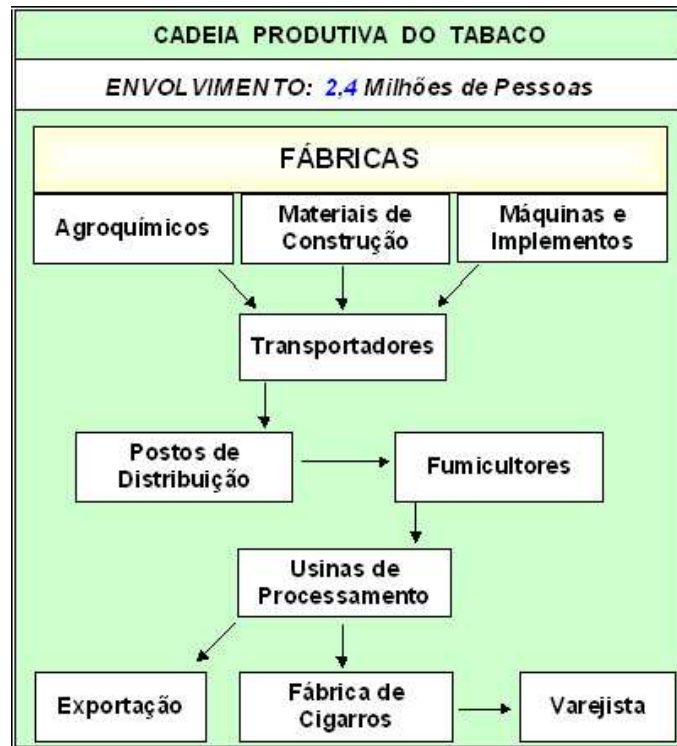 CADEIA PRODUTIVA DO TABACO
ENVOLVIMENTO: 2,4 Milhões de Pessoas
FÁBRICAS
Agroquímicos
Materiais de
Construção
Máquinas e
Implementos
Transportadores
Postos de
Distribuição
Fumicultores
Usinas de
Processamento
Exportação
Fábrica de
Cigarros
Varejista